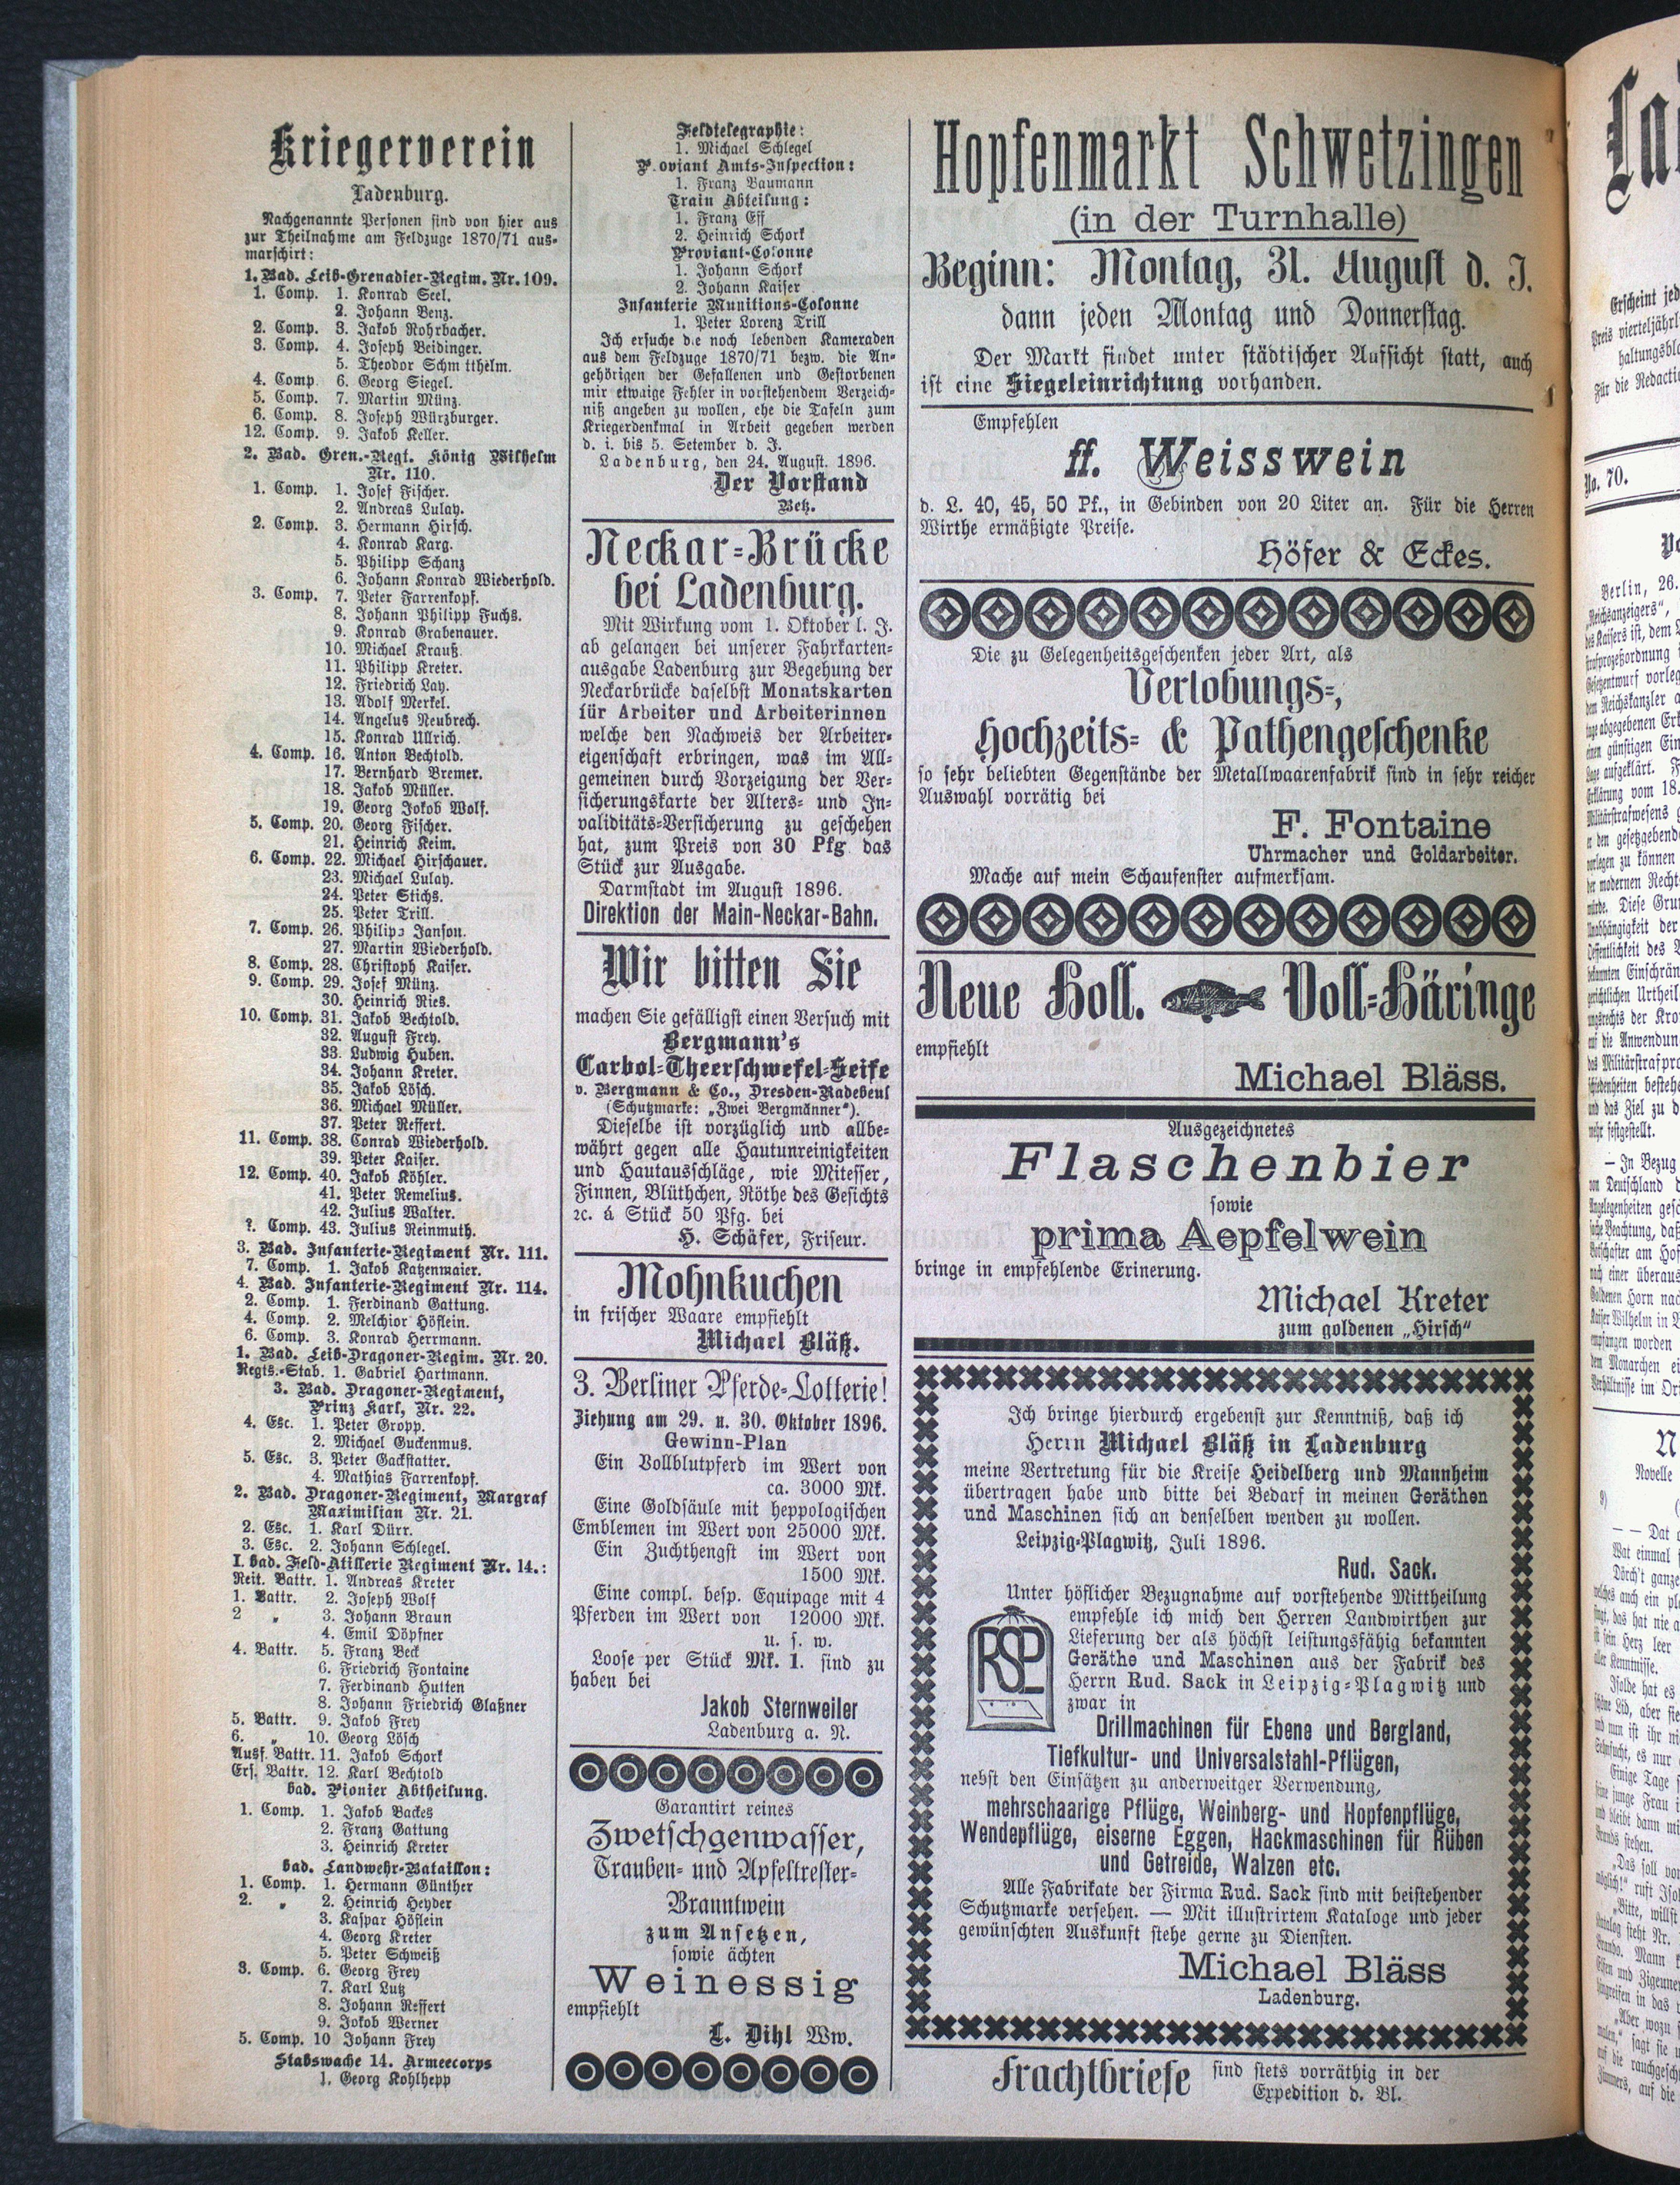 Kriegerverein
Ladenburg.
Nachgenannte Personen sind von hier aus
zur Theilnahme am Feldzuge 1870/71 aus-
marschirt:
1. Bad. Leib-Grenadier-Regim. Nr. 109.
1. Comp. 1. Konrad Seel.
2. Johann Benz.
2. Comp. 3. Jakob Rohrbacher.
3. Comp. 4. Joseph Beidinger.
5. Theodor Schm tthelm.
4. Comp. 6. Georg Siegel.
5. Comp. 7. Martin Münz.
6. Comp. 8. Joseph Würzburger.
12. Comp. 9. Jakob Keller.
2. Bad. Gren.-Regt. König Wilhelm
Nr. 110.
1. Comp. 1. Josef Fischer.
2. Andreas Lulay.
2. Comp. 3. Hermann Hirsch.
4. Konrad Karg.
5. Philipp Schanz
6. Johann Konrad Wiederhold.
3. Comp. 7. Peter Farrenkopf.
8. Johann Philipp Fuchs.
9. Konrad Grabenauer.
10. Michael Krauß.
11. Philipp Kreter.
12. Friedrich Lay.
13. Adolf Merkel.
14. Angelus Neubrech.
15. Konrad Ullrich.
4. Comp. 16. Anton Bechtold.
17. Bernhard Bremer.
18. Jakob Müller.
19. Georg Jokob Wolf.
5. Comp. 20. Georg Fischer.
21. Heinrich Keim.
6. Comp. 22. Michael Hirschauer.
23. Michael Lulay.
24. Peter Stichs.
25. Peter Trill.
7. Comp. 26. Philipp Janson.
27. Martin Wiederhold.
8. Comp. 28. Christoph Kaiser.
9. Comp. 29. Josef Münz.
30. Heinrich Ries.
10. Comp. 31. Jakob Bechtold.
32. August Frey.
33. Ludwig Huben.
34. Johann Kreter.
35. Jakob Lösch.
36. Michael Müller.
37. Peter Reffert.
11. Comp. 38. Conrad Wiederhold.
39. Peter Kaiser.
12. Comp. 40. Jakob Köhler.
41. Peter Remelius.
42. Julius Walter.
?. Comp. 43. Julius Reinmuth.
3. Bad. Infanterie-Regiment Nr. 111.
7. Comp. 1. Jakob Katzenmaier.
4. Bad. Infanterie-Regiment Nr. 114.
2. Comp. 1. Ferdinand Gattung.
4. Comp. 2. Melchior Höflein.
6. Comp. 3. Konrad Herrmann.
1. Bad. Leib-Dragoner-Regim. Nr. 20.
Regts.-Stab. 1. Gabriel Hartmann.
3. Bad. Dragoner-Regiment,
Prinz Karl, Nr. 22.
4. Esc. 1. Peter Gropp.
2. Michael Guckenmus.
5. Esc. 3. Peter Gackstatter.
4. Mathias Farrenkopf.
2. Bad. Dragoner-Regiment, Margraf
Maximilian Nr. 21.
2. Esc. 1. Karl Dürr.
3. Esc. 2. Johann Schlegel.
I. bad. Feld-Atillerie Regiment Nr. 14.:
Reit. Battr. 1. Andreas Kreter
1. Battr. 2. Joseph Wolf
2 „ 3. Johann Braun
4. Emil Döpfner
4. Battr. 5. Franz Beck
6. Friedrich Fontaine
7. Ferdinand Hutten
8. Johann Friedrich Glaßner
5. Battr. 9. Jakob Frey
6. „ 10. Georg Lösch
Ausf. Battr. 11. Jakob Schork
Ers. Battr. 12. Karl Bechtold
bad. Pionier Abtheilung.
1. Comp. 1. Jakob Backes
2. Franz Gattung
3. Heinrich Kreter
bad. Landwehr-Bataillon:
1. Comp. 1. Hermann Günther
2. „ 2. Heinrich Heyder
3. Kaspar Höflein
4. Georg Kreter
5. Peter Schweiß
3. Comp. 6. Georg Frey
7. Karl Lutz
8. Johann Reffert
9. Jokob Werner
5. Comp. 10 Johann Frey
Stabswache 14. Armeecorps
1. Georg Kohlhepp
Feldtelegraphie:
1. Michael Schlegel
P.oviant Amts-Inspection:
1. Franz Baumann
Train Abteilung:
1. Franz Eff
2. Heinrich Schork
Proviant-Colonne
1. Johann Schork
2. Johann Kaiser
Infanterie Munitions-Colonne
1. Peter Lorenz Trill
Ich ersuche die noch lebenden Kameraden
aus dem Feldzuge 1870/71 bezw. die An-
gehörigen der Gefallenen und Gestorbenen
mir etwaige Fehler in vorstehendem Verzeich-
niß angeben zu wollen, ehe die Tafeln zum
Kriegerdenkmal in Arbeit gegeben werden
d. i. bis 5. Setember d. J.
Ladenburg, den 24. August. 1896.
Der Vorstand
Betz.
Neckar-Brücke
bei Ladenburg.
Mit Wirkung vom 1. Oktober l. J.
ab gelangen bei unserer Fahrkarten-
ausgabe Ladenburg zur Begehung der
Neckarbrücke daselbst Monatskarten
für Arbeiter und Arbeiterinnen
welche den Nachweis der Arbeiter-
eigenschaft erbringen, was im All-
gemeinen durch Vorzeigung der Ver-
sicherungskarte der Alters- und In-
validitäts-Versicherung zu geschehen
hat, zum Preis von 30 Pfg das
Stück zur Ausgabe.
Darmstadt im August 1896.
Direktion der Main-Neckar-Bahn.
Wir bitten Sie
machen Sie gefälligst einen Versuch mit
Bergmann's
Carbol-Theerschwefel-Seife
v. Bergmann & Co., Dresden-Radebeul
(Schutzmarke: „Zwei Bergmänner“).
Dieselbe ist vorzüglich und allbe-
währt gegen alle Hautunreinigkeiten
und Hautausschläge, wie Mitesser,
Finnen, Blüthchen, Röthe des Gesichts
ꝛc. á Stück 50 Pfg. bei
H. Schäfer, Friseur.
Mohnkuchen
in frischer Waare empfiehlt
Michael Bläß.
3. Berliner Pferde-Lotterie!
Ziehung am 29. u. 30. Oktober 1896.
Gewinn-Plan
Ein Vollblutpferd im Wert von
ca. 3000 Mk.
Eine Goldsäule mit heppologischen
Emblemen im Wert von 25000 Mk.
Ein Zuchthengst im Wert von
1500 Mk.
Eine compl. besp. Equipage mit 4
Pferden im Wert von 12000 Mk.
u. s. w.
Loose per Stück Mk. 1. sind zu
haben bei
Jakob Sternweiler
Ladenburg a. N.
Garantirt reines
Zwetschgenwasser,
Trauben- und Apfeltrester-
Branntwein
zum Ansetzen,
sowie ächten
Weinessig
empfiehlt
L. Dihl Ww.
Hopfenmarkt Schwetzingen
(in der Turnhalle)
Beginn: Montag, 31. August d. J.
dann jeden Montag und Donnerstag.
Der Markt findet unter städtischer Aufsicht statt, auch
ist eine Siegeleinrichtung vorhanden.
Empfehlen
ff. Weisswein
d. L. 40, 45, 50 Pf., in Gebinden von 20 Liter an. Für die Herren
Wirthe ermäßigte Preise.
Höfer & Eckes.
Die zu Gelegenheitsgeschenken jeder Art, als
Verlobungs-,
Hochzeits- & Pathengeschenke
so sehr beliebten Gegenstände der Metallwaarenfabrik sind in sehr reicher
Auswahl vorrätig bei
F. Fontaine
Uhrmacher und Goldarbeiter.
Mache auf mein Schaufenster aufmerksam.
Neue Holl. Voll-Häringe
empfiehlt
Michael Bläss.
Ausgezeichnetes
Flaschenbier
sowie
prima Aepfelwein
bringe in empfehlende Erinerung.
Michael Kreter
zum goldenen „Hirsch“
Ich bringe hierdurch ergebenst zur Kenntniß, daß ich
Herrn Michael Bläß in Ladenburg
meine Vertretung für die Kreise Heidelberg und Mannheim
übertragen habe und bitte bei Bedarf in meinen Geräthen
und Maschinen sich an denselben wenden zu wollen.
Leipzig-Plagwitz, Juli 1896.
Rud. Sack.
Unter höflicher Bezugnahme auf vorstehende Mittheilung
empfehle ich mich den Herren Landwirthen zur
Lieferung der als höchst leistungsfähig bekannten
Geräthe und Maschinen aus der Fabrik des
Herrn Rud. Sack in Leipzig-Plagwitz und
zwar in
RSPL
Drillmachinen für Ebene und Bergland,
Tiefkultur- und Universalstahl-Pflügen,
nebst den Einsätzen zu anderweitger Verwendung,
mehrschaarige Pflüge, Weinberg- und Hopfenpflüge,
Wendepflüge, eiserne Eggen, Hackmaschinen für Rüben
und Getreide, Walzen etc.
Alle Fabrikate der Firma Rud. Sack sind mit beistehender
Schutzmarke versehen. — Mit illustrirtem Kataloge und jeder
gewünschten Auskunft stehe gerne zu Diensten.
Michael Bläss
Ladenburg.
Frachtbriefe sind stets vorräthig in der
Expedition d. Bl.
No. 70.
Berlin, 26.
Novelle